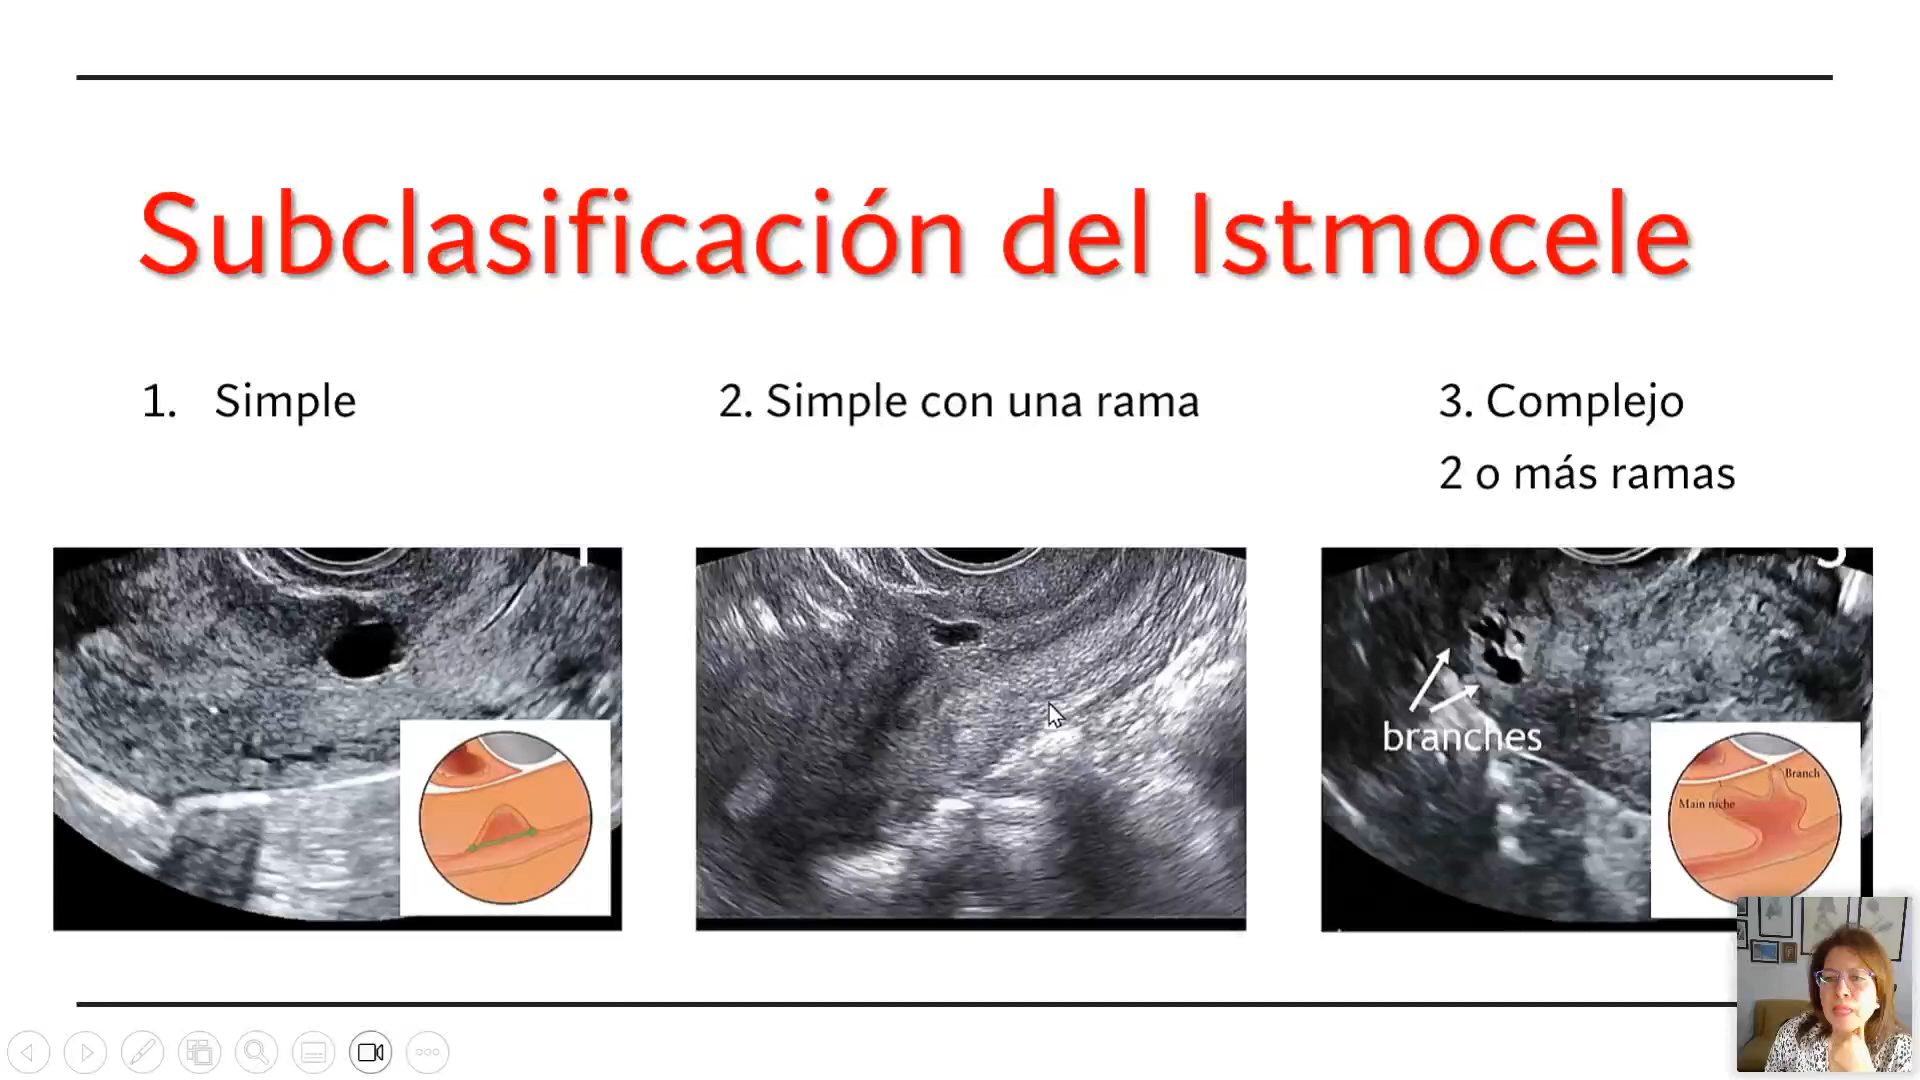 Subclasificación del Istmocele
1. Simple
2. Simple con una rama
3. Complejo
2 o más ramas
branches
Branch
Main niche